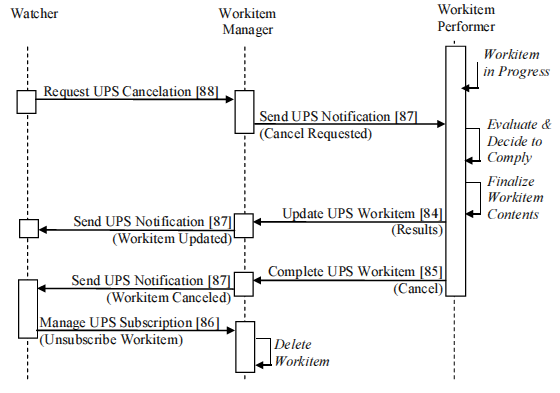 Watcher
Workitem
Manager
Workitem
Performer
Workitem
in Progress
Request UPS Cancelation [88]
Send UPS Notification [87]
(Cancel Requested)
Evaluate &
Decide to
Comply
Finalize
Workitem
Contents
Update UPS Workitem [84]
(Results)
Send UPS Notification [87]
(Workitem Updated)
Complete UPS Workitem [85]
(Cancel)
Send UPS Notification [87]
(Workitem Canceled)
Manage UPS Subscription [86]
(Unsubscribe Workitem)
Delete
Workitem